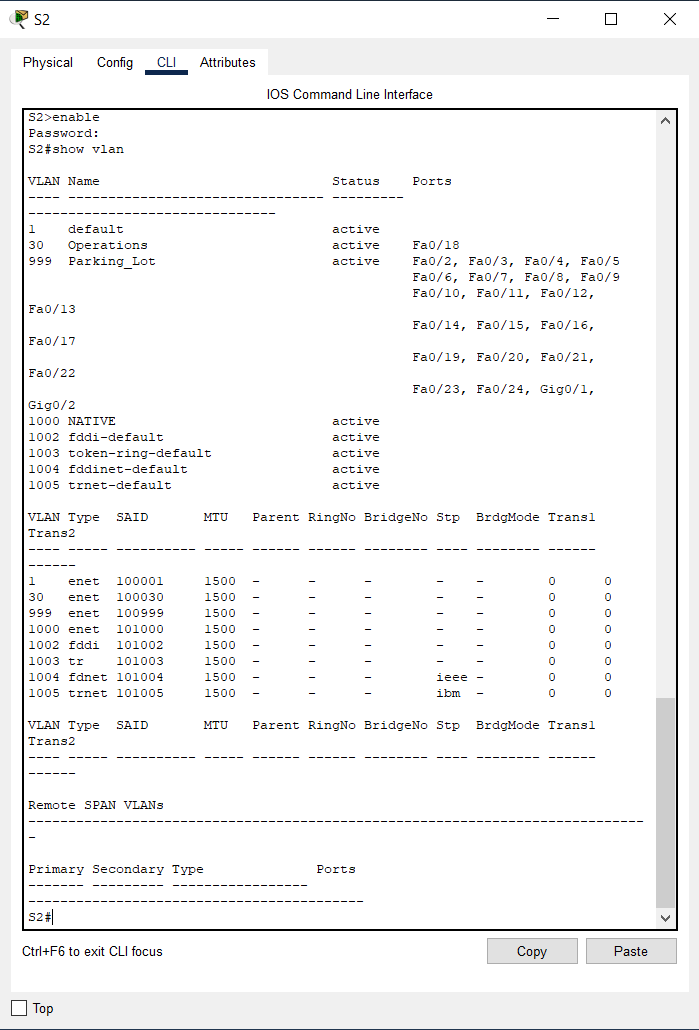 S2
Physical Config CLI Attributes
IOS Command Line Interface
S2>enable
Password:
S2#show vlan
VLAN Name                             Status    Ports
---- -------------------------------- ---------
-------------------------------
1    default                          active
30   Operations                       active    Fa0/18
999  Parking_Lot                      active    Fa0/2, Fa0/3, Fa0/4, Fa0/5
                                                Fa0/6, Fa0/7, Fa0/8, Fa0/9
                                                Fa0/10, Fa0/11, Fa0/12,
Fa0/13
                                                Fa0/14, Fa0/15, Fa0/16,
Fa0/17
                                                Fa0/19, Fa0/20, Fa0/21,
Fa0/22
                                                Fa0/23, Fa0/24, Gig0/1,
Gig0/2
1000 NATIVE                           active
1002 fddi-default                     active
1003 token-ring-default               active
1004 fddinet-default                  active
1005 trnet-default                    active
VLAN Type  SAID       MTU   Parent RingNo BridgeNo Stp  BrdgMode Trans1
Trans2
---- ----- ---------- ----- ------ ------ -------- ---- -------- ------
------
1    enet  100001     1500  -      -      -        -    -        0      0
30   enet  100030     1500  -      -      -        -    -        0      0
999  enet  100999     1500  -      -      -        -    -        0      0
1000 enet  101000     1500  -      -      -        -    -        0      0
1002 fddi  101002     1500  -      -      -        -    -        0      0
1003 tr    101003     1500  -      -      -        -    -        0      0
1004 fdnet 101004     1500  -      -      -        ieee -        0      0
1005 trnet 101005     1500  -      -      -        ibm  -        0      0
VLAN Type  SAID       MTU   Parent RingNo BridgeNo Stp  BrdgMode Trans1
Trans2
---- ----- ---------- ----- ------ ------ -------- ---- -------- ------
------
Remote SPAN VLANs
-----------------------------------------------------------------------------
-
Primary Secondary Type              Ports
------- --------- -----------------
------------------------------------------
S2#
Ctrl+F6 to exit CLI focus
Copy Paste
Top